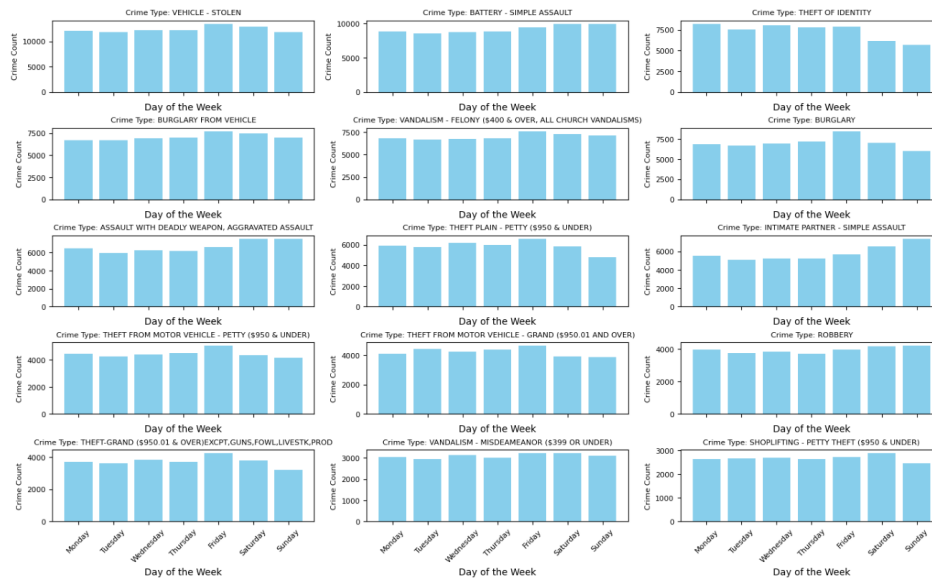 Crime Type: VEHICLE - STOLEN
Crime Count
10000
5000
0
Day of the Week
Crime Type: BATTERY - SIMPLE ASSAULT
Crime Count
10000
5000
0
Day of the Week
Crime Type: THEFT OF IDENTITY
Crime Count
7500
5000
2500
0
Day of the Week
Crime Type: BURGLARY FROM VEHICLE
Crime Count
7500
5000
2500
0
Day of the Week
Crime Type: VANDALISM - FELONY ($400 & OVER, ALL CHURCH VANDALISMS)
Crime Count
7500
5000
2500
0
Day of the Week
Crime Type: BURGLARY
Crime Count
7500
5000
2500
0
Day of the Week
Crime Type: ASSAULT WITH DEADLY WEAPON, AGGRAVATED ASSAULT
Crime Count
6000
4000
2000
0
Day of the Week
Crime Type: THEFT PLAIN - PETTY ($950 & UNDER)
Crime Count
6000
4000
2000
0
Day of the Week
Crime Type: INTIMATE PARTNER - SIMPLE ASSAULT
Crime Count
6000
4000
2000
0
Day of the Week
Crime Type: THEFT FROM MOTOR VEHICLE - PETTY ($950 & UNDER)
Crime Count
4000
2000
0
Day of the Week
Crime Type: THEFT FROM MOTOR VEHICLE - GRAND ($950.01 AND OVER)
Crime Count
4000
2000
0
Day of the Week
Crime Type: ROBBERY
Crime Count
4000
2000
0
Day of the Week
Crime Type: THEFT-GRAND ($950.01 & OVER)EXCPT,GUNS,FOWL,LIVESTK,PROD
Crime Count
4000
2000
0
Monday
Tuesday
Wednesday
Thursday
Friday
Saturday
Sunday
Day of the Week
Crime Type: VANDALISM - MISDEAMEANOR ($399 OR UNDER)
Crime Count
3000
2000
1000
0
Monday
Tuesday
Wednesday
Thursday
Friday
Saturday
Sunday
Day of the Week
Crime Type: SHOPLIFTING - PETTY THEFT ($950 & UNDER)
Crime Count
3000
2000
1000
0
Monday
Tuesday
Wednesday
Thursday
Friday
Saturday
Sunday
Day of the Week